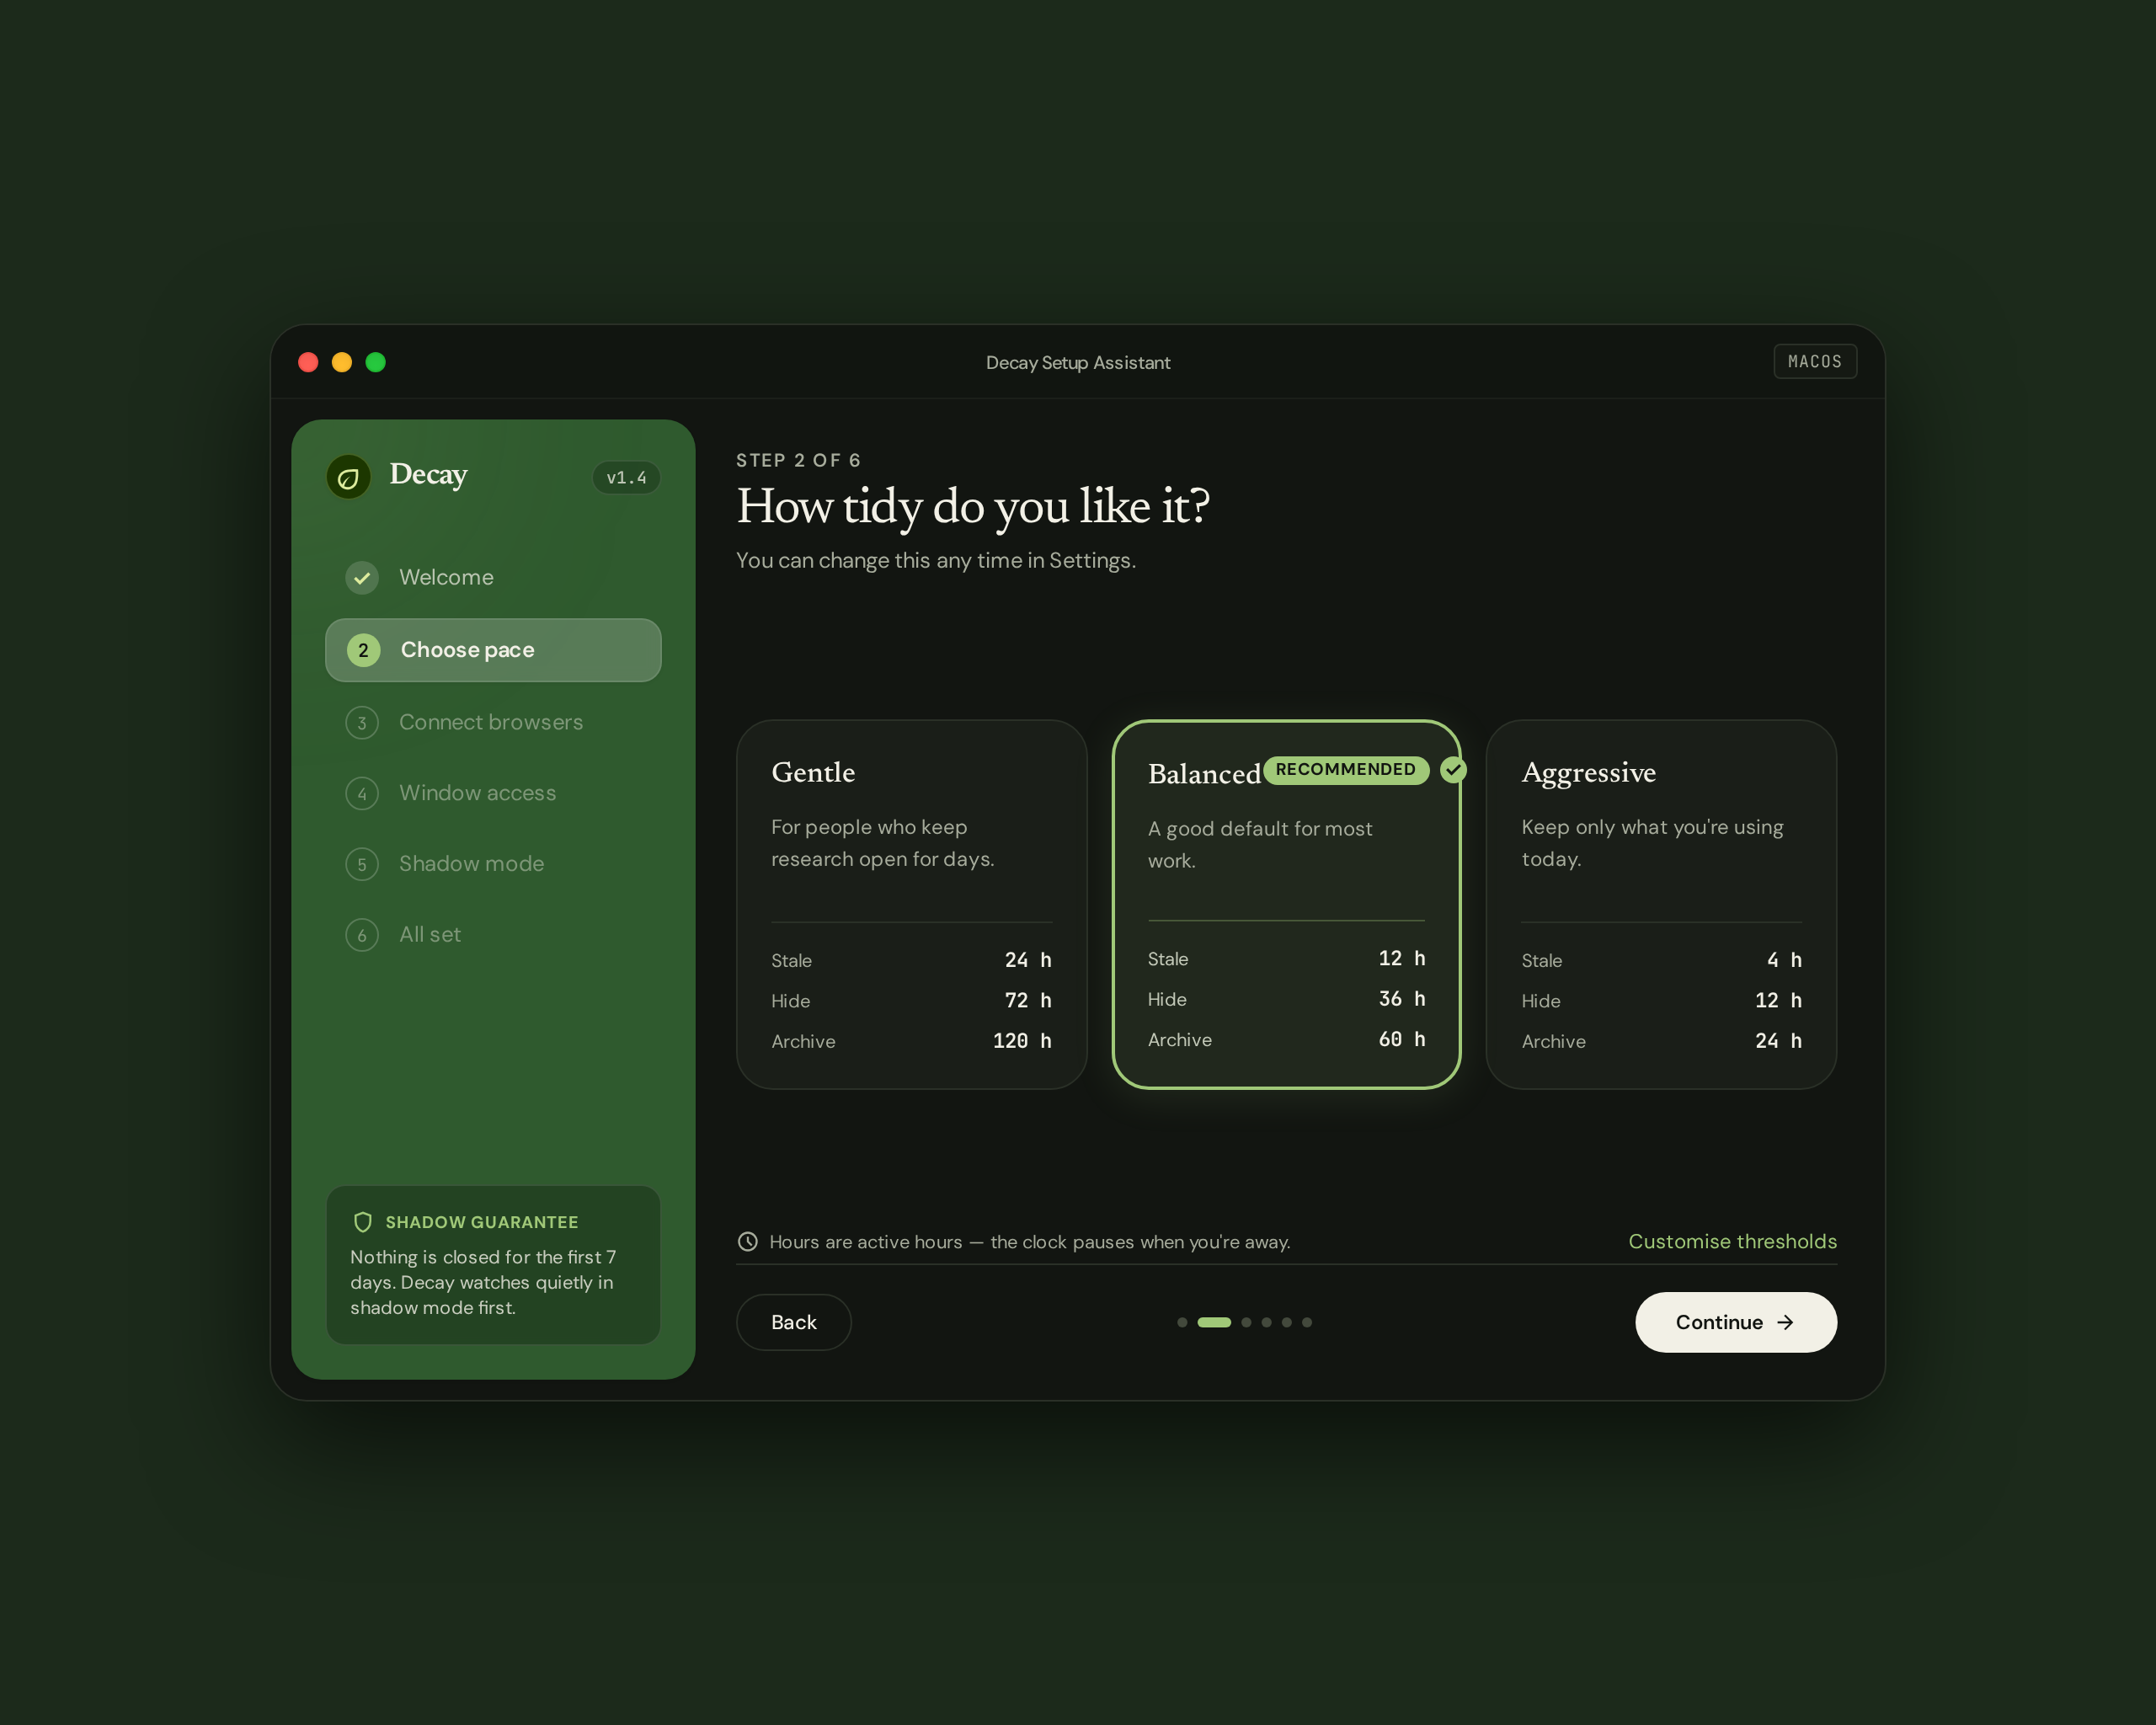 Decay Setup Assistant
MACOS
Decay
v1.4
Welcome
2 Choose pace
3 Connect browsers
4 Window access
5 Shadow mode
6 All set
SHADOW GUARANTEE
Nothing is closed for the first 7
days. Decay watches quietly in
shadow mode first.
STEP 2 OF 6
How tidy do you like it?
You can change this any time in Settings.
Gentle
For people who keep
research open for days.
Stale 24 h
Hide 72 h
Archive 120 h
Balanced RECOMMENDED
A good default for most
work.
Stale 12 h
Hide 36 h
Archive 60 h
Aggressive
Keep only what you're using
today.
Stale 4 h
Hide 12 h
Archive 24 h
Hours are active hours — the clock pauses when you're away.
Customise thresholds
Back
Continue